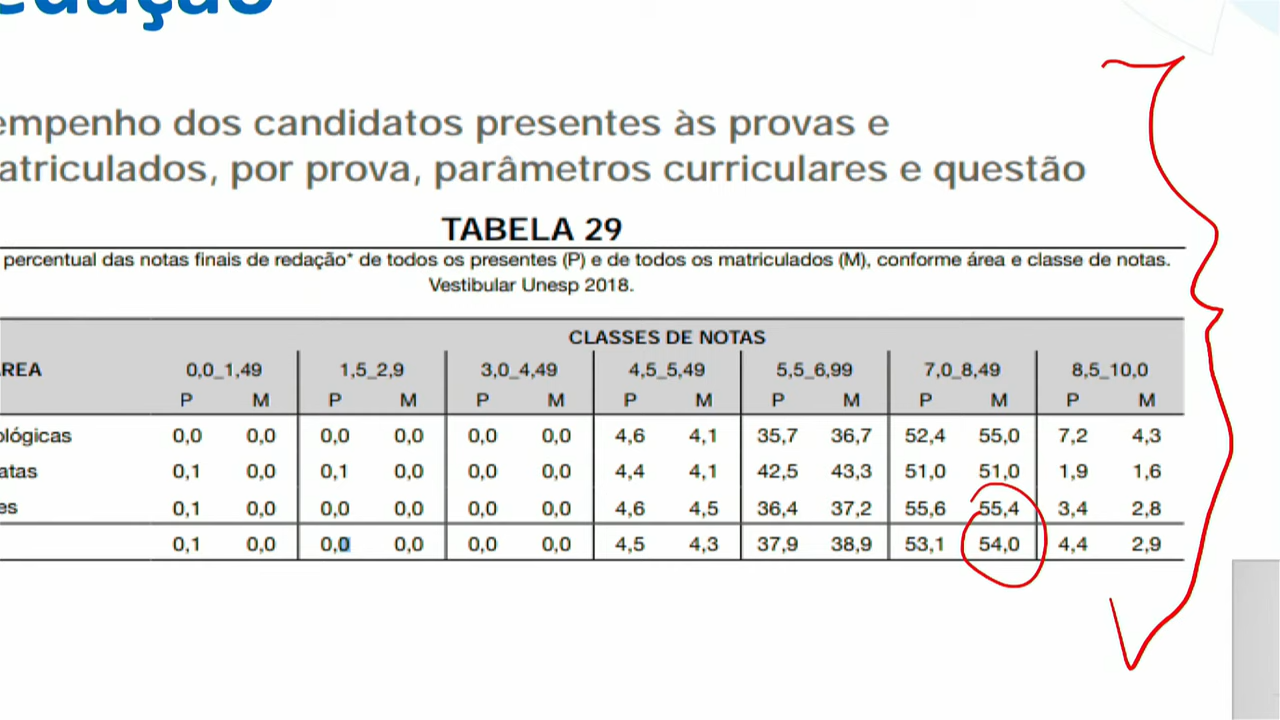 edação
empenho dos candidatos presentes às provas e
atriculados, por prova, parâmetros curriculares e questão
TABELA 29
percentual das notas finais de redação* de todos os presentes (P) e de todos os matriculados (M), conforme área e classe de notas.
Vestibular Unesp 2018.
CLASSES DE NOTAS
REA 0,0_1,49 1,5_2,9 3,0_4,49 4,5_5,49 5,5_6,99 7,0_8,49 8,5_10,0
P M P M P M P M P M P M P M
ológicas 0,0 0,0 0,0 0,0 0,0 0,0 4,6 4,1 35,7 36,7 52,4 55,0 7,2 4,3
atas 0,1 0,0 0,1 0,0 0,0 0,0 4,4 4,1 42,5 43,3 51,0 51,0 1,9 1,6
es 0,1 0,0 0,0 0,0 0,0 0,0 4,6 4,5 36,4 37,2 55,6 55,4 3,4 2,8
0,1 0,0 0,0 0,0 0,0 0,0 4,5 4,3 37,9 38,9 53,1 54,0 4,4 2,9